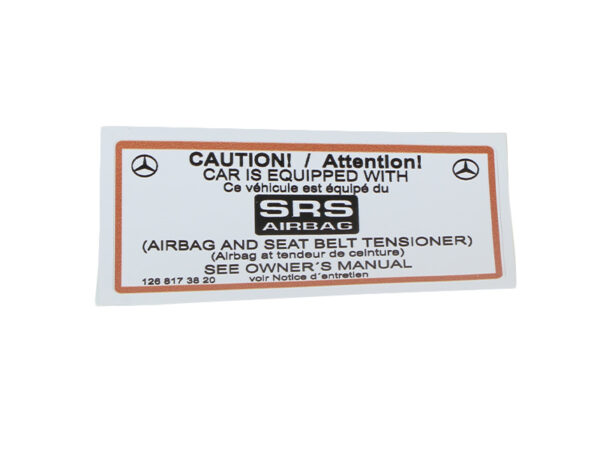 CAUTION! / Attention!
CAR IS EQUIPPED WITH
Ce véhicule est équipé du
SRS
AIRBAG
(AIRBAG AND SEAT BELT TENSIONER)
(Airbag at tendeur de ceinture)
SEE OWNER´S MANUAL
126 817 38 20 voir Notice d´entretien